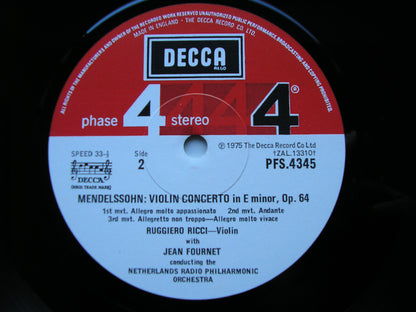 ALL RIGHTS OF THE MANUFACTURER AND OF THE OWNER OF THE RECORDED WORK RESERVED UNAUTHORISED PUBLIC PERFORMANCE BROADCASTING AND COPYING OF THIS RECORD PROHIBITED
MADE IN ENGLAND, THE DECCA RECORD CO. LTD.
DECCA
phase 4 stereo 4®
℗ 1975 The Decca Record Co Ltd
†ZAL.13310†
PFS.4345
SPEED 33⅓
Side
2
DECCA
(REGD. TRADE MARK)
MENDELSSOHN: VIOLIN CONCERTO in E minor, Op. 64
1st mvt. Allegro molto appassionato 2nd mvt. Andante
3rd mvt. Allegretto non troppo—Allegro molto vivace
RUGGIERO RICCI—Violin
with
JEAN FOURNET
conducting the
NETHERLANDS RADIO PHILHARMONIC
ORCHESTRA